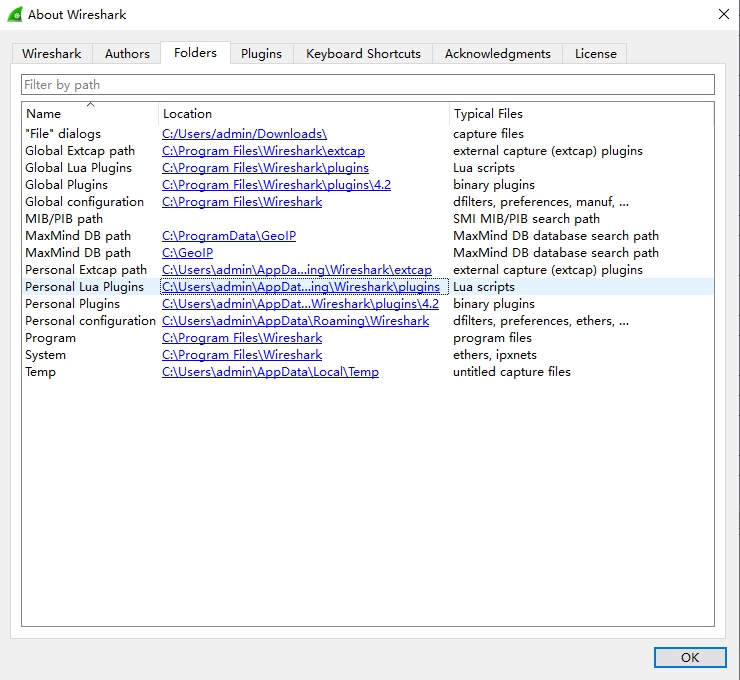 About Wireshark
Wireshark Authors Folders Plugins Keyboard Shortcuts Acknowledgments License
Filter by path
Name Location Typical Files
"File" dialogs C:/Users/admin/Downloads\ capture files
Global Extcap path C:\Program Files\Wireshark\extcap external capture (extcap) plugins
Global Lua Plugins C:\Program Files\Wireshark\plugins Lua scripts
Global Plugins C:\Program Files\Wireshark\plugins\4.2 binary plugins
Global configuration C:\Program Files\Wireshark dfilters, preferences, manuf, ...
MIB/PIB path SMI MIB/PIB search path
MaxMind DB path C:\ProgramData\GeoIP MaxMind DB database search path
MaxMind DB path C:\GeoIP MaxMind DB database search path
Personal Extcap path C:\Users\admin\AppDa...ing\Wireshark\extcap external capture (extcap) plugins
Personal Lua Plugins C:\Users\admin\AppDat...ing\Wireshark\plugins Lua scripts
Personal Plugins C:\Users\admin\AppDat...Wireshark\plugins\4.2 binary plugins
Personal configuration C:\Users\admin\AppData\Roaming\Wireshark dfilters, preferences, ethers, ...
Program C:\Program Files\Wireshark program files
System C:\Program Files\Wireshark ethers, ipxnets
Temp C:\Users\admin\AppData\Local\Temp untitled capture files
OK